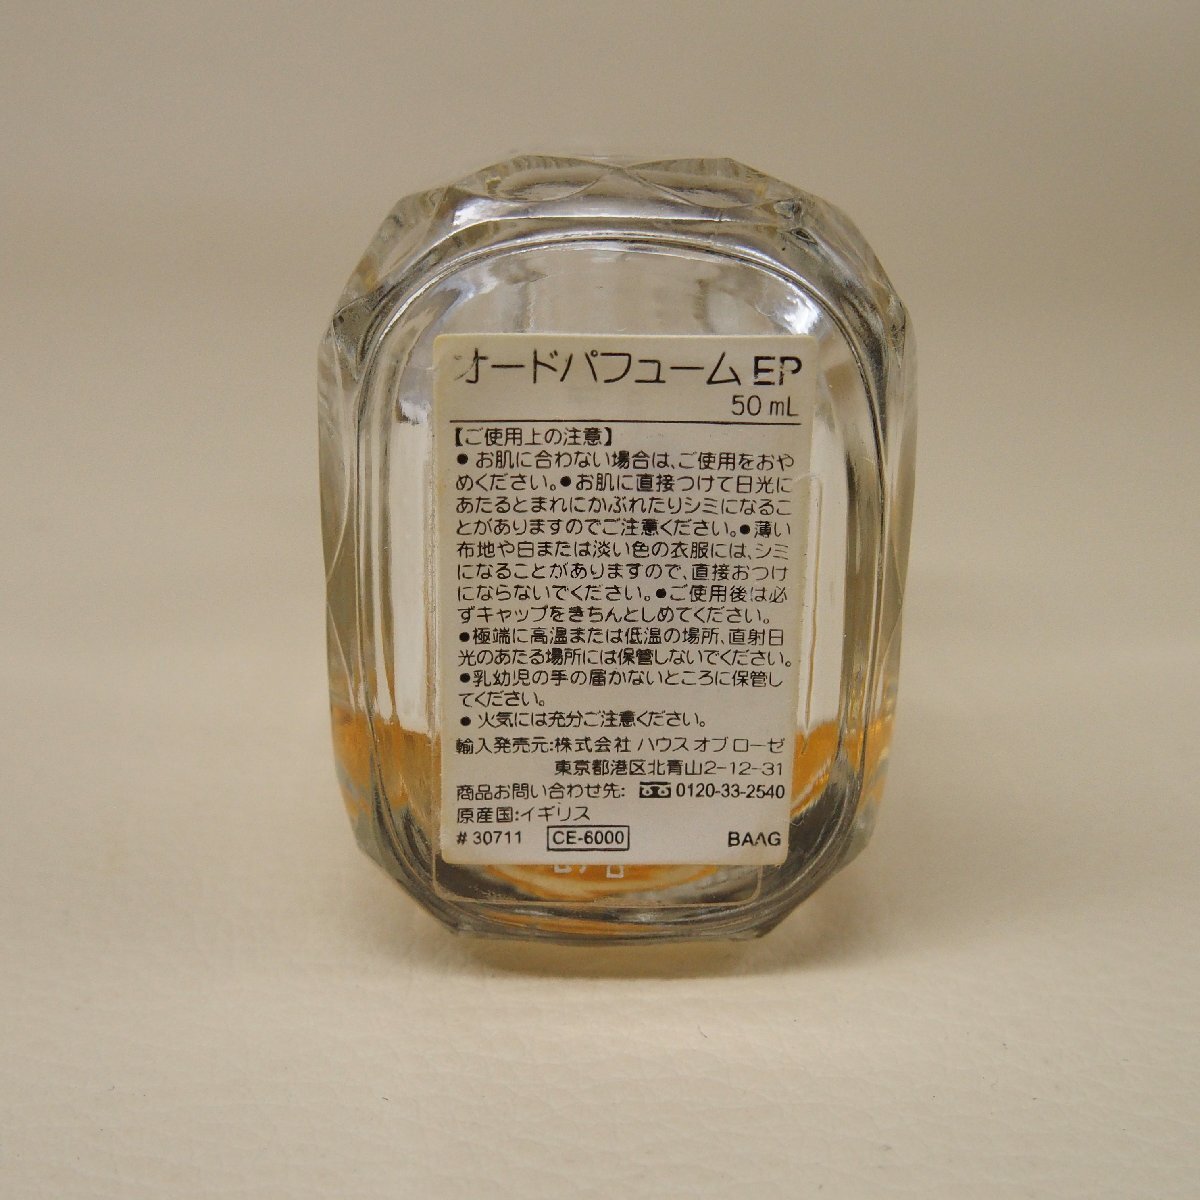 オードパフューム EP
50 mL
【ご使用上の注意】
● お肌に合わない場合は、ご使用をおや
めください。●お肌に直接つけて日光に
あたるとまれにかぶれたりシミになるこ
とがありますのでご注意ください。●薄い
布地や白または淡い色の衣服には、シミ
になることがありますので、直接おつけ
にならないでください。●ご使用後は必
ずキャップをきちんとしめてください。
●極端に高温または低温の場所、直射日
光のあたる場所には保管しないでください。
●乳幼児の手の届かないところに保管し
てください。
● 火気には充分ご注意ください。
輸入発売元:株式会社 ハウス オブ ローゼ
東京都港区北青山2-12-31
商品お問い合わせ先: 0120-33-2540
原産国:イギリス
# 30711 CE-6000 BAAG